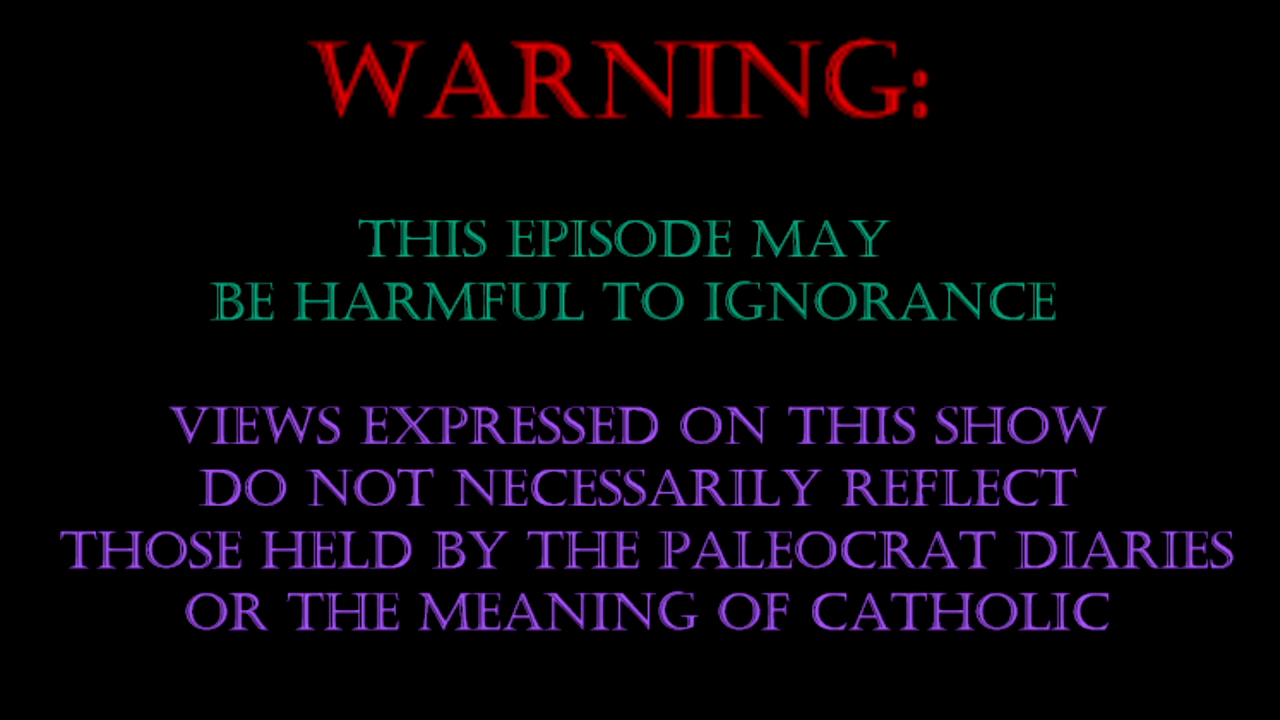 WARNING:
THIS EPISODE MAY
BE HARMFUL TO IGNORANCE
VIEWS EXPRESSED ON THIS SHOW
DO NOT NECESSARILY REFLECT
THOSE HELD BY THE PALEOCRAT DIARIES
OR THE MEANING OF CATHOLIC